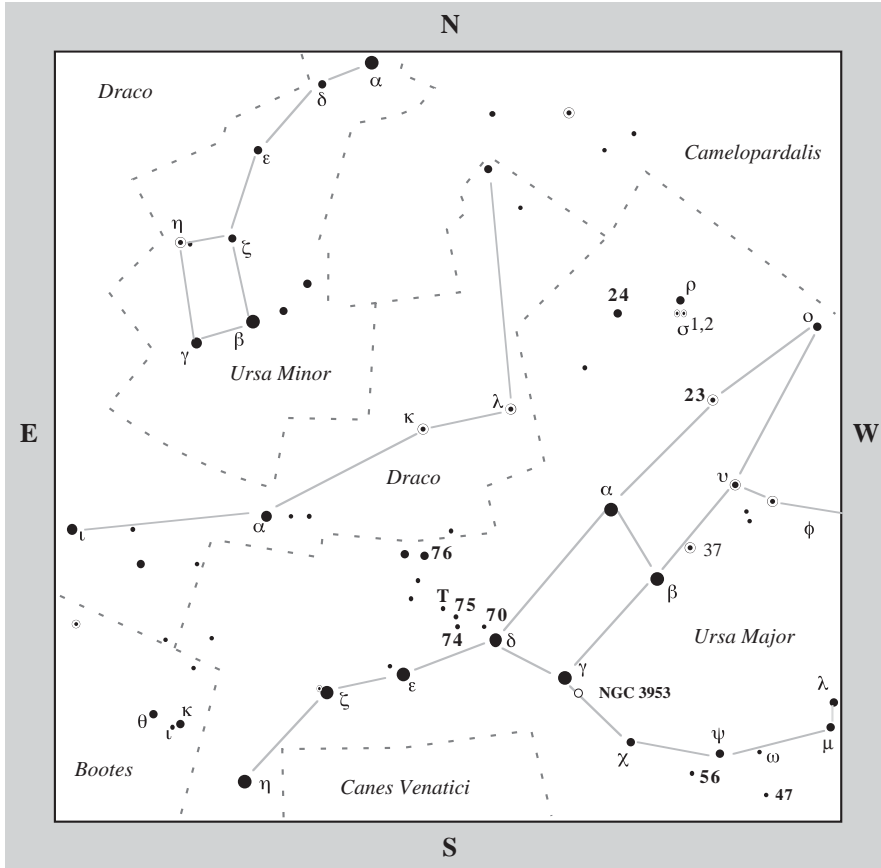 N
α
Draco
δ
ε
Camelopardalis
η
ζ
ρ
24
σ1,2
ο
β
γ
Ursa Minor
23
λ
κ
E
W
Draco
υ
α
α
ι
φ
37
76
β
T
75
70
74
δ
Ursa Major
γ
ε
NGC 3953
ζ
λ
κ
θ
ι
μ
ψ
χ
ω
56
Bootes
η
Canes Venatici
47
S